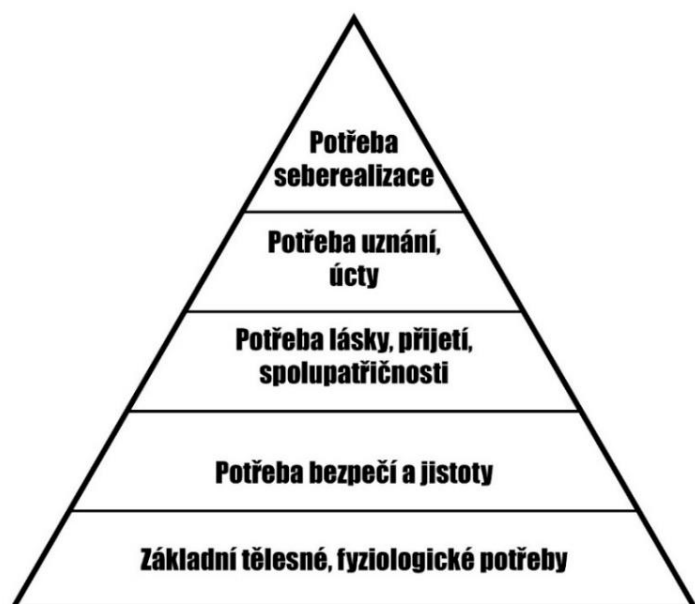 Potřeba
seberealizace
Potřeba uznání,
úcty
Potřeba lásky, přijetí,
spolupatřičnosti
Potřeba bezpečí a jistoty
Základní tělesné, fyziologické potřeby